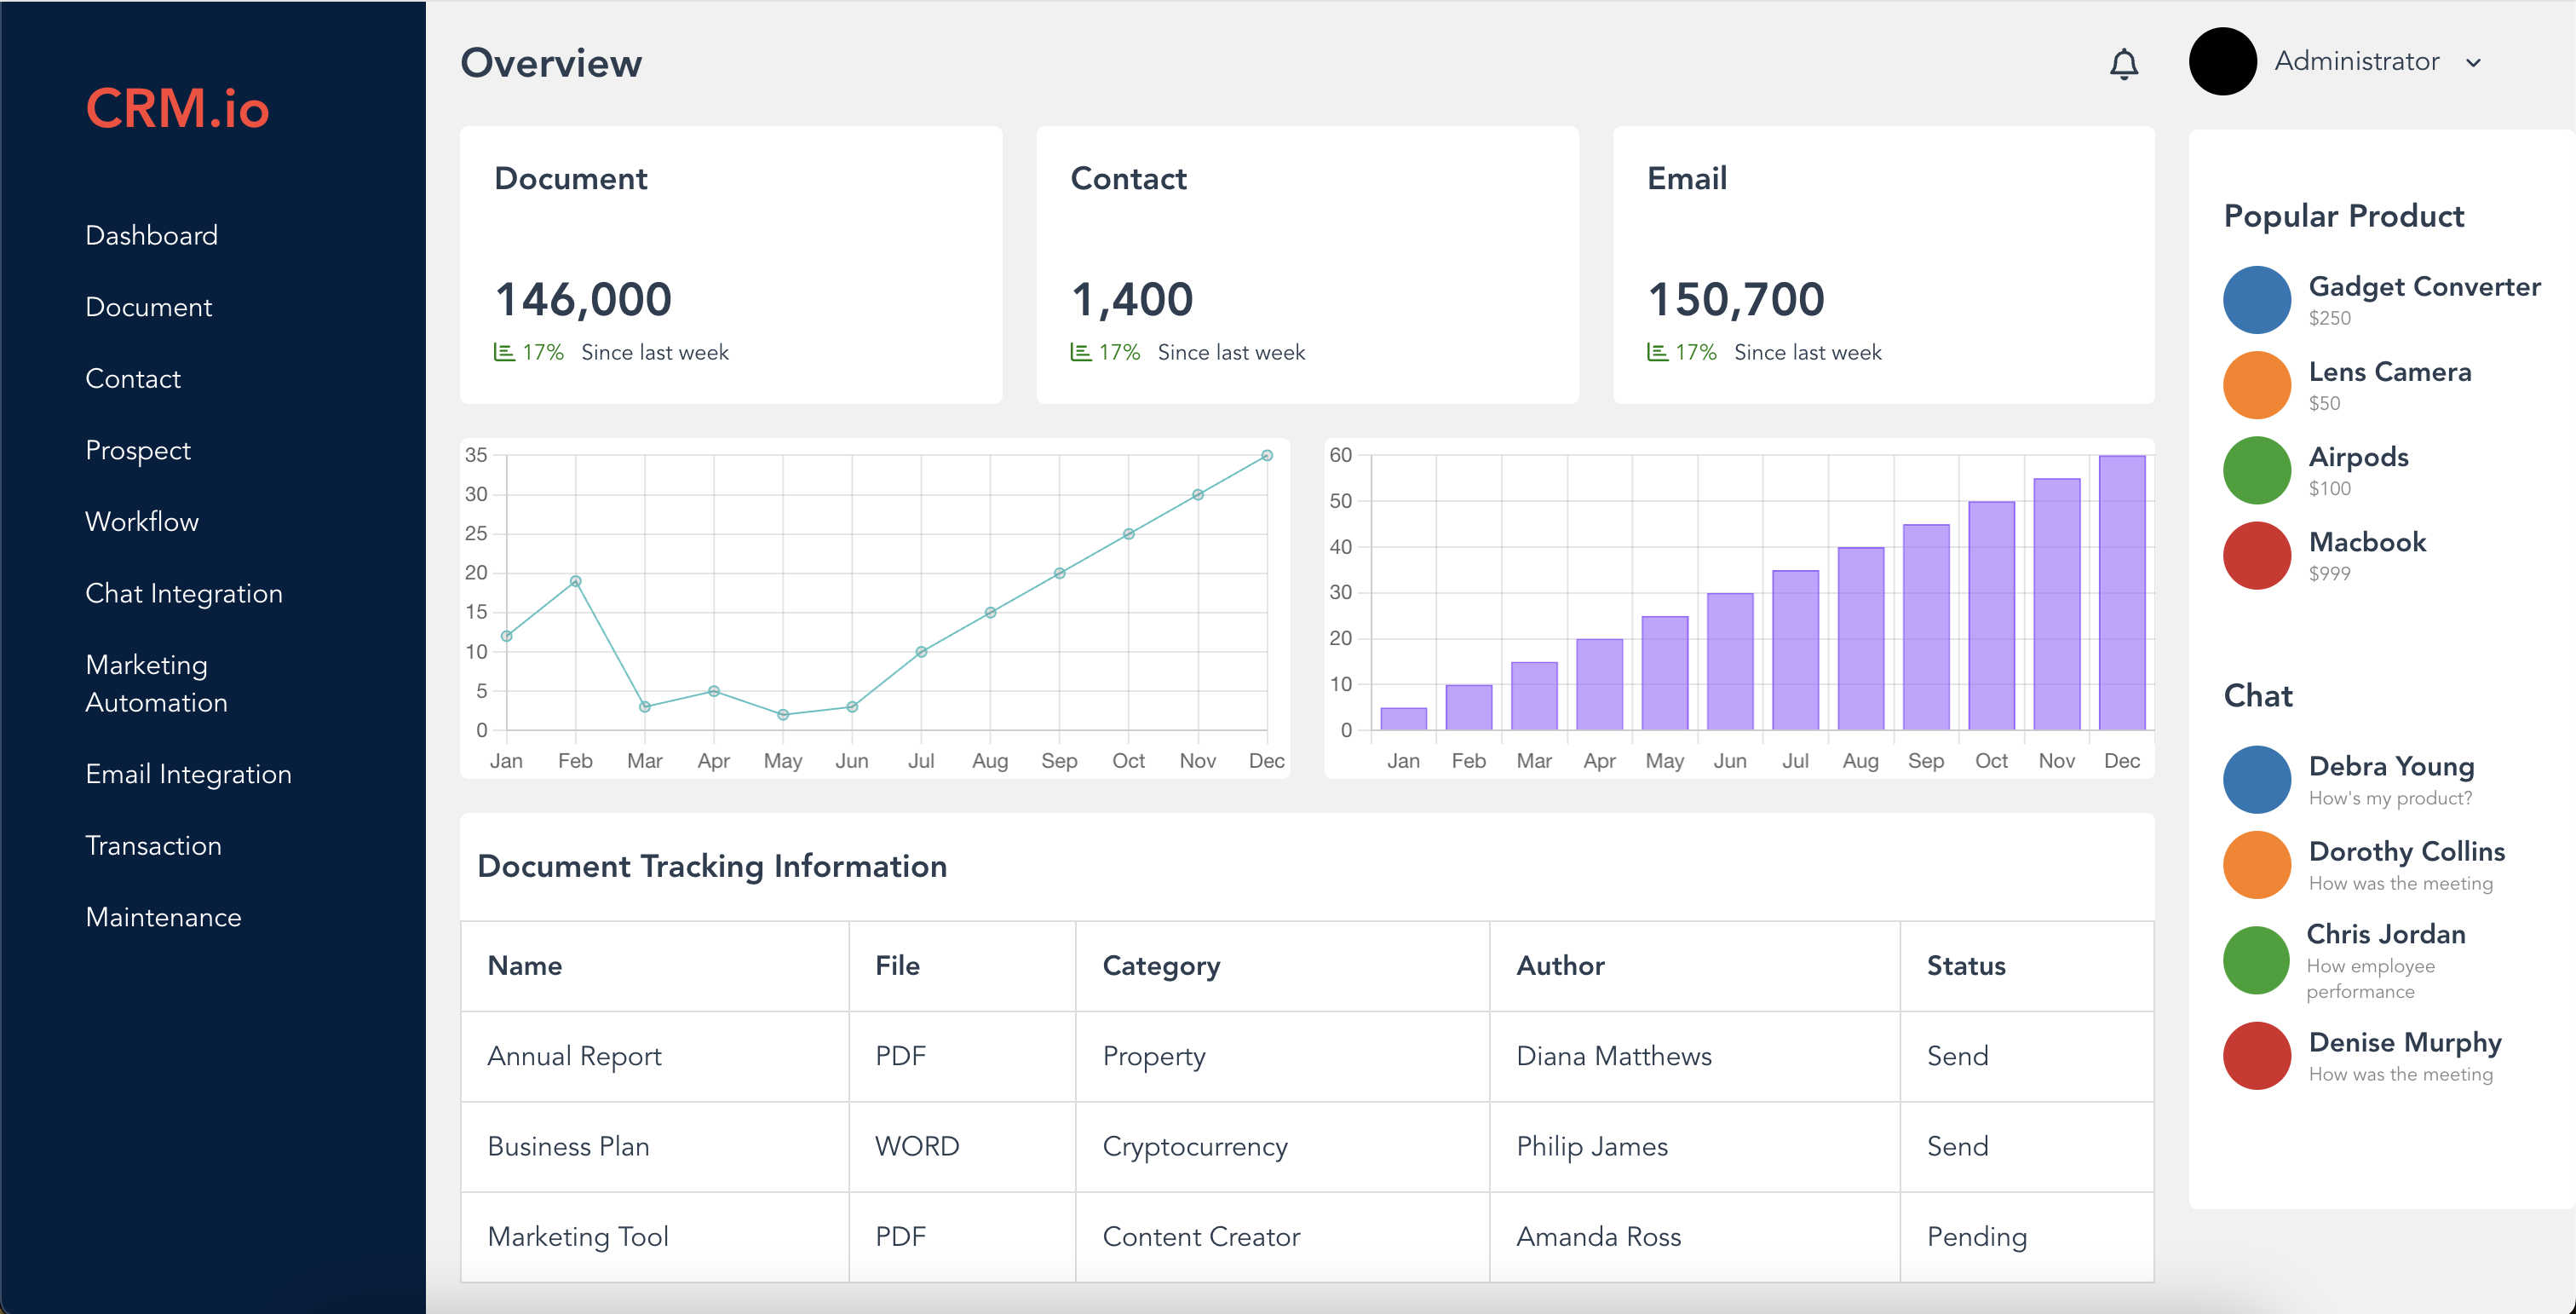 CRM.io
Dashboard
Document
Contact
Prospect
Workflow
Chat Integration
Marketing
Automation
Email Integration
Transaction
Maintenance
Overview
Administrator
Document
146,000
17% Since last week
Contact
1,400
17% Since last week
Email
150,700
17% Since last week
35
30
25
20
15
10
5
0
Jan Feb Mar Apr May Jun Jul Aug Sep Oct Nov Dec
60
50
40
30
20
10
0
Jan Feb Mar Apr May Jun Jul Aug Sep Oct Nov Dec
Document Tracking Information
Name File Category Author Status
Annual Report PDF Property Diana Matthews Send
Business Plan WORD Cryptocurrency Philip James Send
Marketing Tool PDF Content Creator Amanda Ross Pending
Popular Product
Gadget Converter
$250
Lens Camera
$50
Airpods
$100
Macbook
$999
Chat
Debra Young
How's my product?
Dorothy Collins
How was the meeting
Chris Jordan
How employee
performance
Denise Murphy
How was the meeting